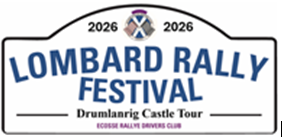 2026 2026
LOMBARD RALLY
FESTIVAL
Drumlanrig Castle Tour
ECOSSE RALLYE DRIVERS CLUB